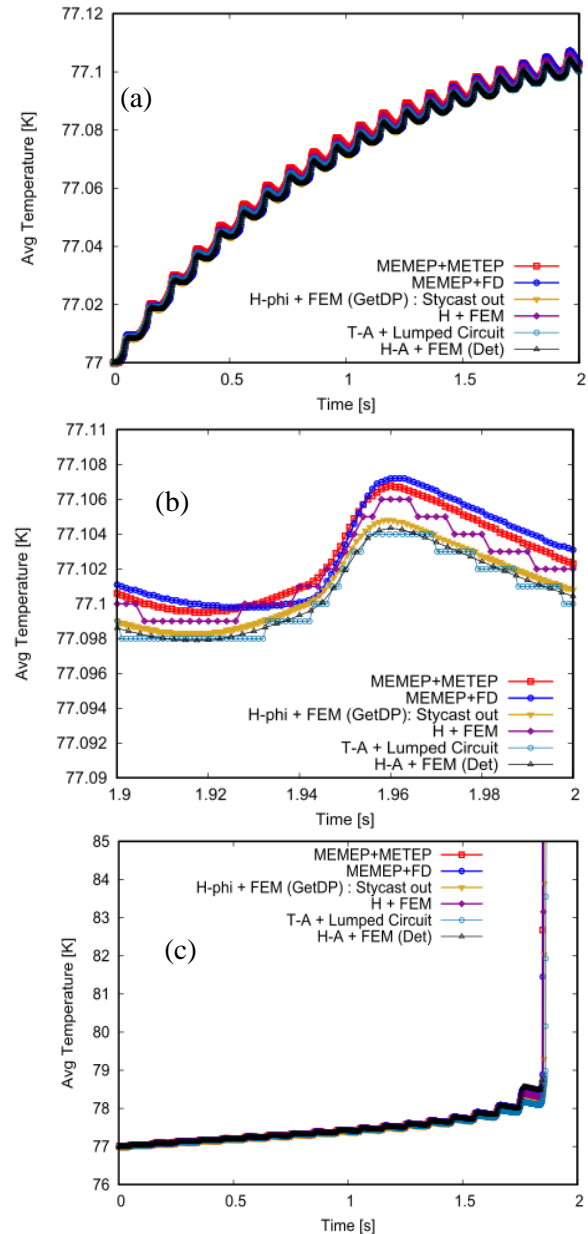 77.12
77.1
77.08
77.06
77.04
77.02
77
(a)
Avg Temperature [K]
MEMEP+METEP
MEMEP+FD
H-phi + FEM (GetDP) : Stycast out
H + FEM
T-A + Lumped Circuit
H-A + FEM (Det)
0 0.5 1 1.5 2
Time [s]
77.11
77.108
77.106
77.104
77.102
77.1
77.098
77.096
77.094
77.092
77.09
(b)
Avg Temperature [K]
MEMEP+METEP
MEMEP+FD
H-phi + FEM (GetDP): Stycast out
H + FEM
T-A + Lumped Circuit
H-A + FEM (Det)
1.9 1.92 1.94 1.96 1.98 2
Time [s]
85
84
83
82
81
80
79
78
77
76
(c)
Avg Temperature [K]
MEMEP+METEP
MEMEP+FD
H-phi + FEM (GetDP) : Stycast out
H + FEM
T-A + Lumped Circuit
H-A + FEM (Det)
0 0.5 1 1.5 2
Time [s]